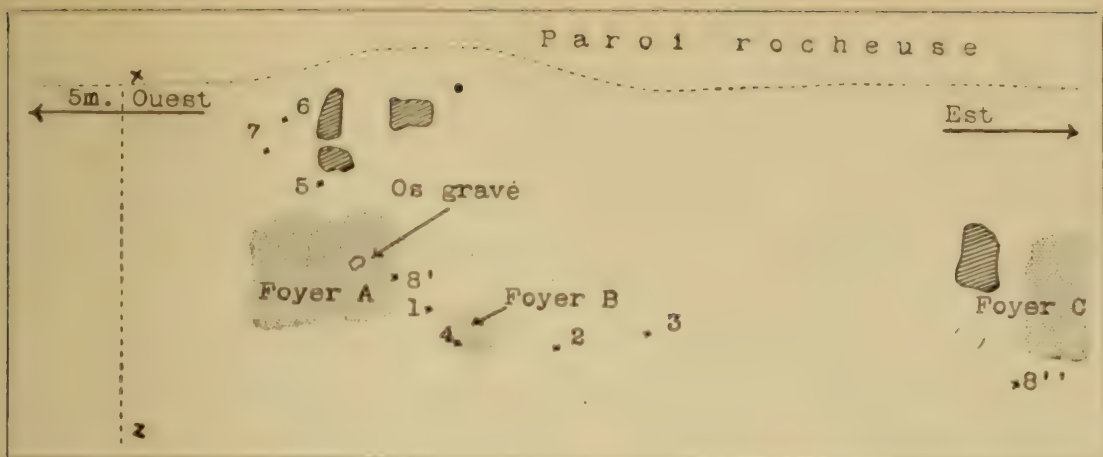 Paroi rocheuse
x
5m. Ouest
6
Est
7
5
Os gravé
8'
Foyer A
Foyer B
1
Foyer C
4
2
3
8''
z